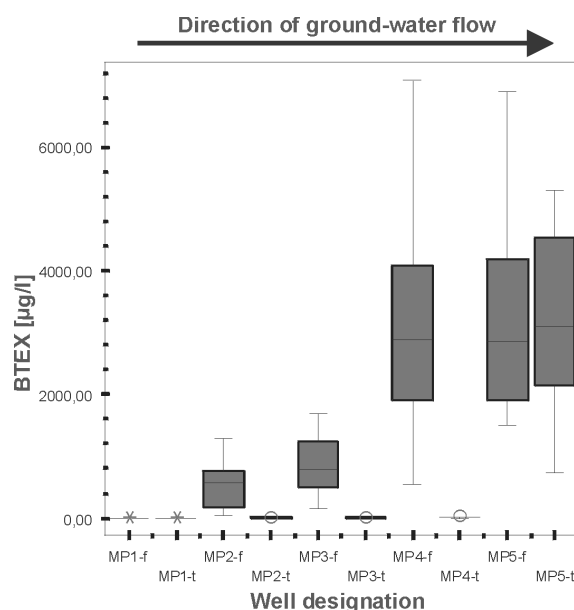 Direction of ground-water flow
BTEX [µg/l]
6000,00
4000,00
2000,00
0,00
MP1-f MP2-f MP3-f MP4-f MP5-f
MP1-t MP2-t MP3-t MP4-t MP5-t
Well designation